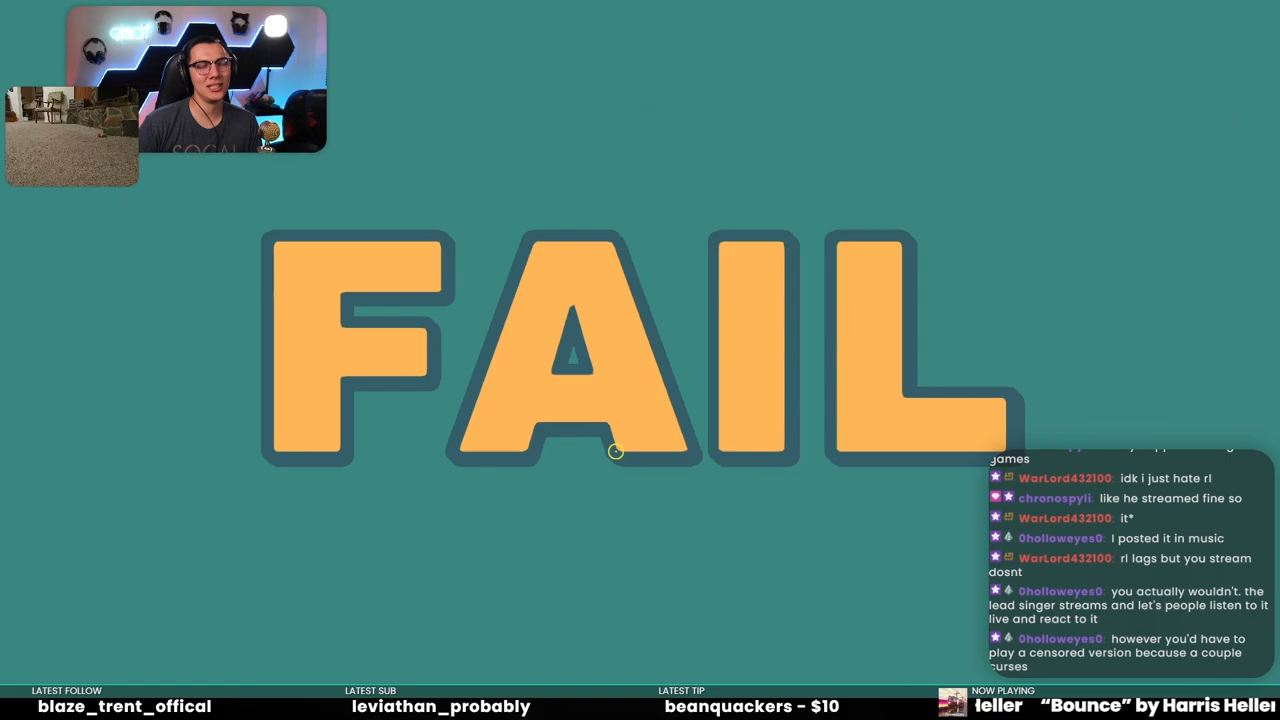 FAIL
games
WarLord432100: idk i just hate rl
chronospyli: like he streamed fine so
WarLord432100: it*
0holloweyes0: I posted it in music
WarLord432100: rl lags but you stream
dosnt
0holloweyes0: you actually wouldn't. the
lead singer streams and let's people listen to it
live and react to it
0holloweyes0: however you'd have to
play a censored version because a couple
curses
LATEST FOLLOW
blaze_trent_offical
LATEST SUB
leviathan_probably
LATEST TIP
beanquackers - $10
NOW PLAYING
Heller "Bounce" by Harris Heller